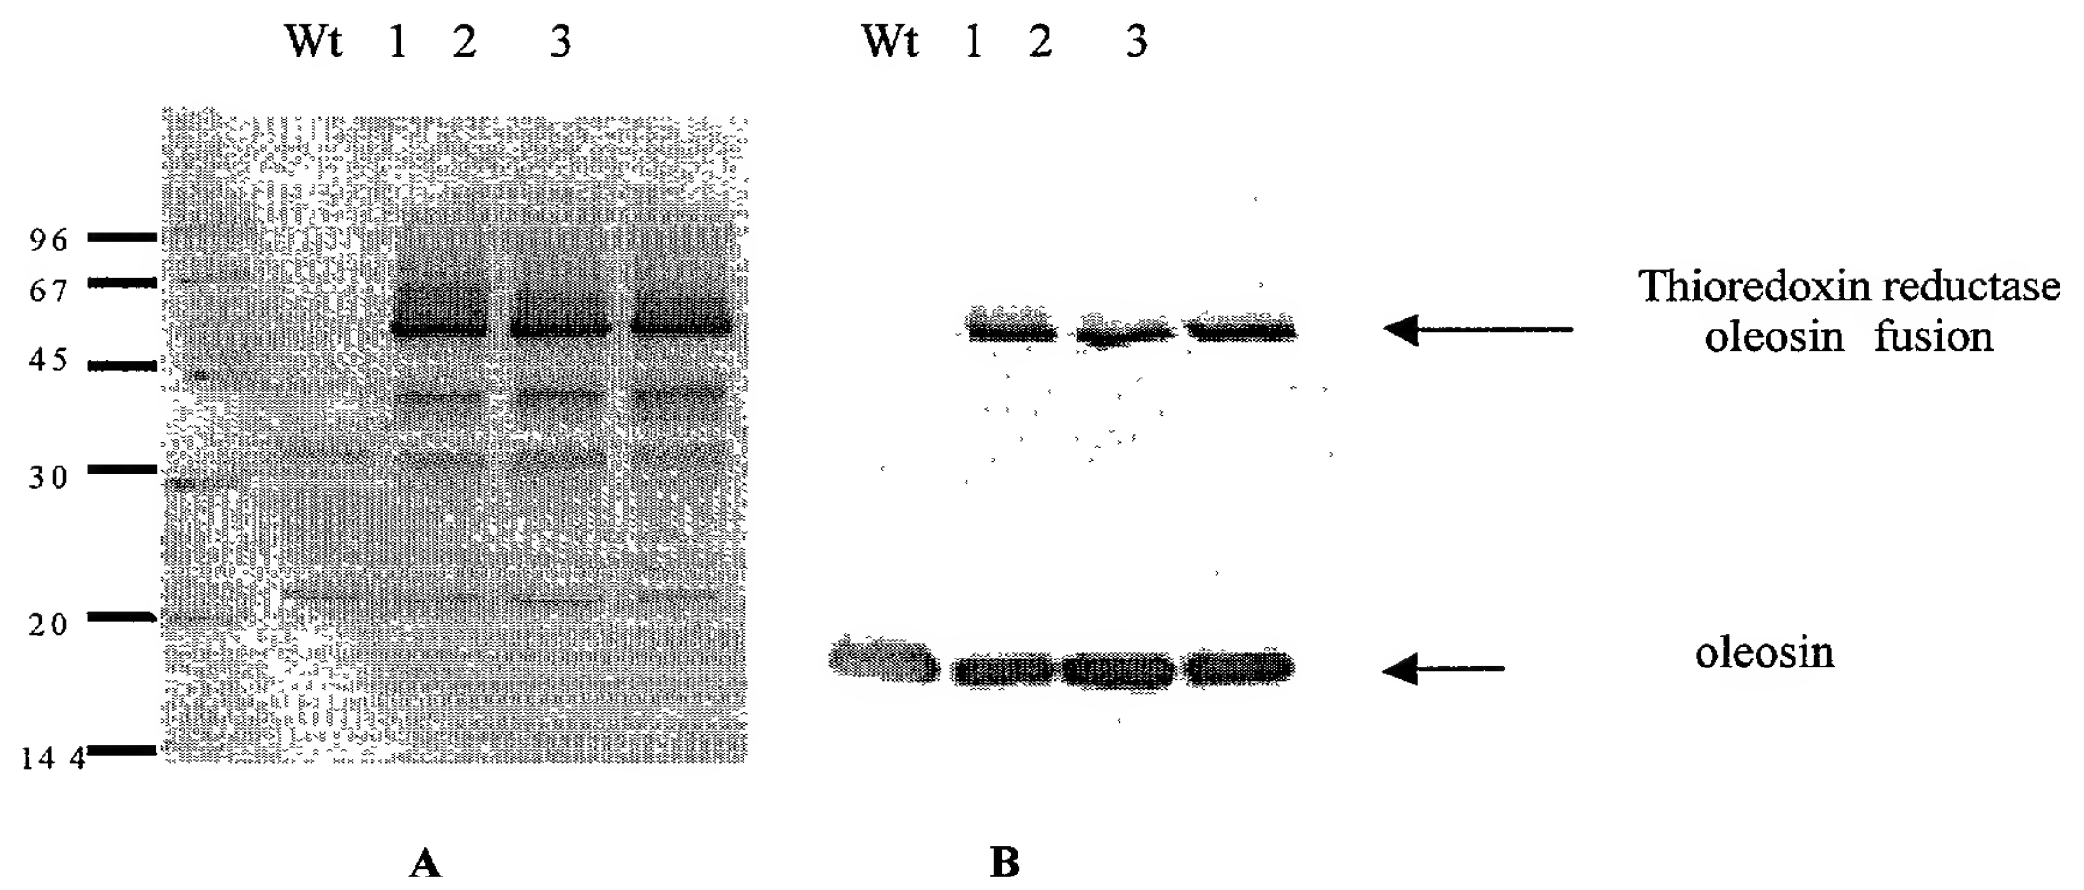 Wt 1 2 3
Wt 1 2 3
96
67
45
30
20
14 4
Thioredoxin reductase
oleosin fusion
oleosin
A
B